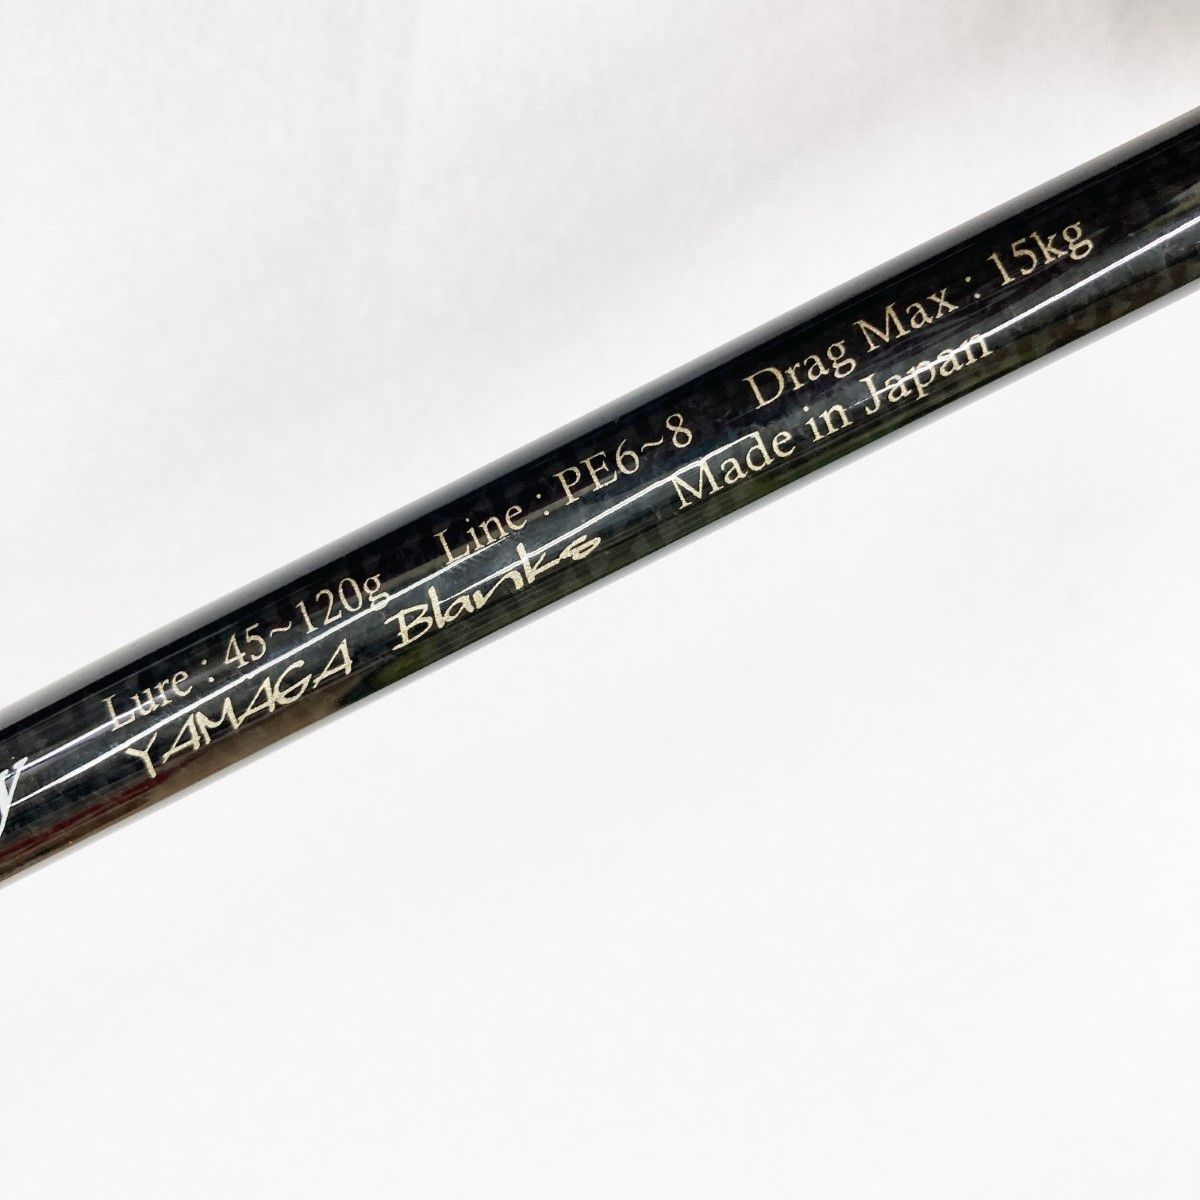 Lure : 45~120g Line : PE6~8 Drag Max : 15kg
YAMAGA Blanks Made in Japan